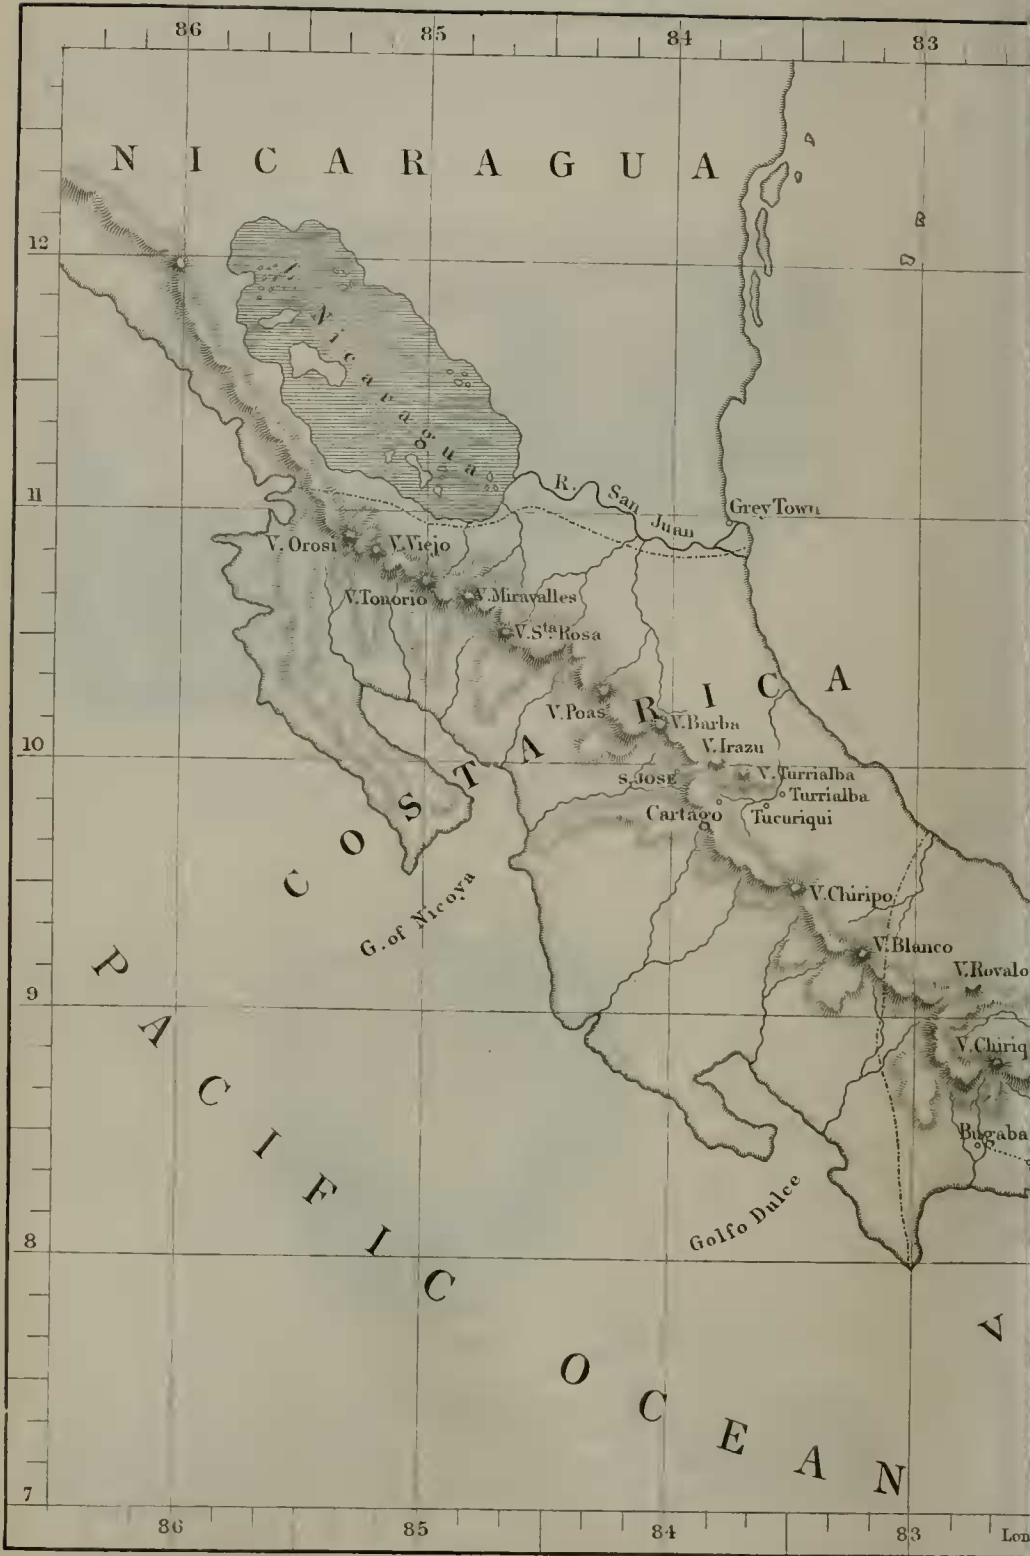 86 85 84 83
NICARAGUA
12
Nicaragua
11
R. San Juan
Grey Town
V. Orosi
V. Viejo
V. Tonorio
V. Miravalles
V. Sta. Rosa
COSTA RICA
V. Poas
V. Barba
10
V. Irazu
S. JOSÉ
V. Turrialba
Turrialba
Cartago
Tucuriqui
V. Chiripo
G. of Nicoya
V. Blanco
V. Rovalo
9
V. Chiriq
Bugaba
Golfo Dulce
8
PACIFIC OCEAN
V
7
86 85 84 83 Lon